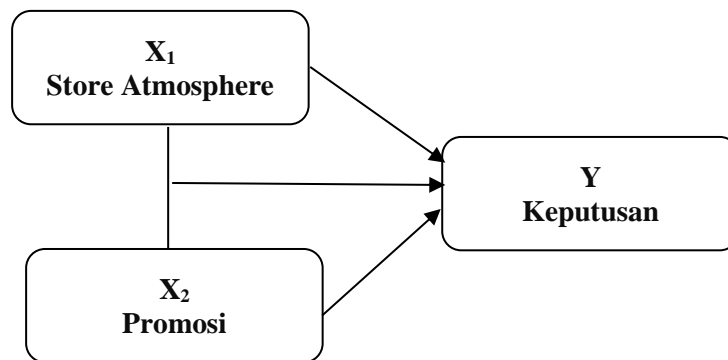 X₁
Store Atmosphere
Y
Keputusan
X₂
Promosi